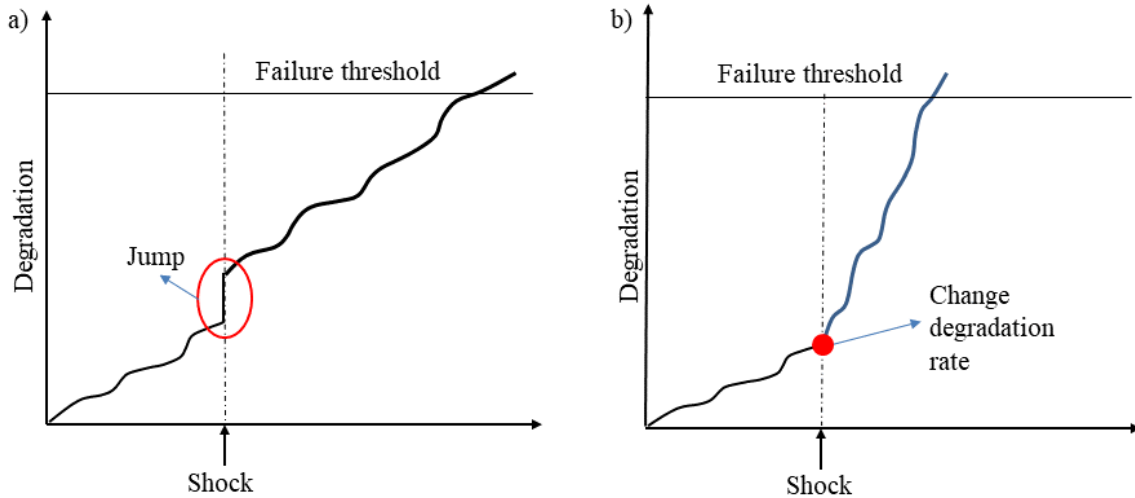 a)
Failure threshold
Degradation
Jump
Shock
b)
Failure threshold
Degradation
Change
degradation
rate
Shock